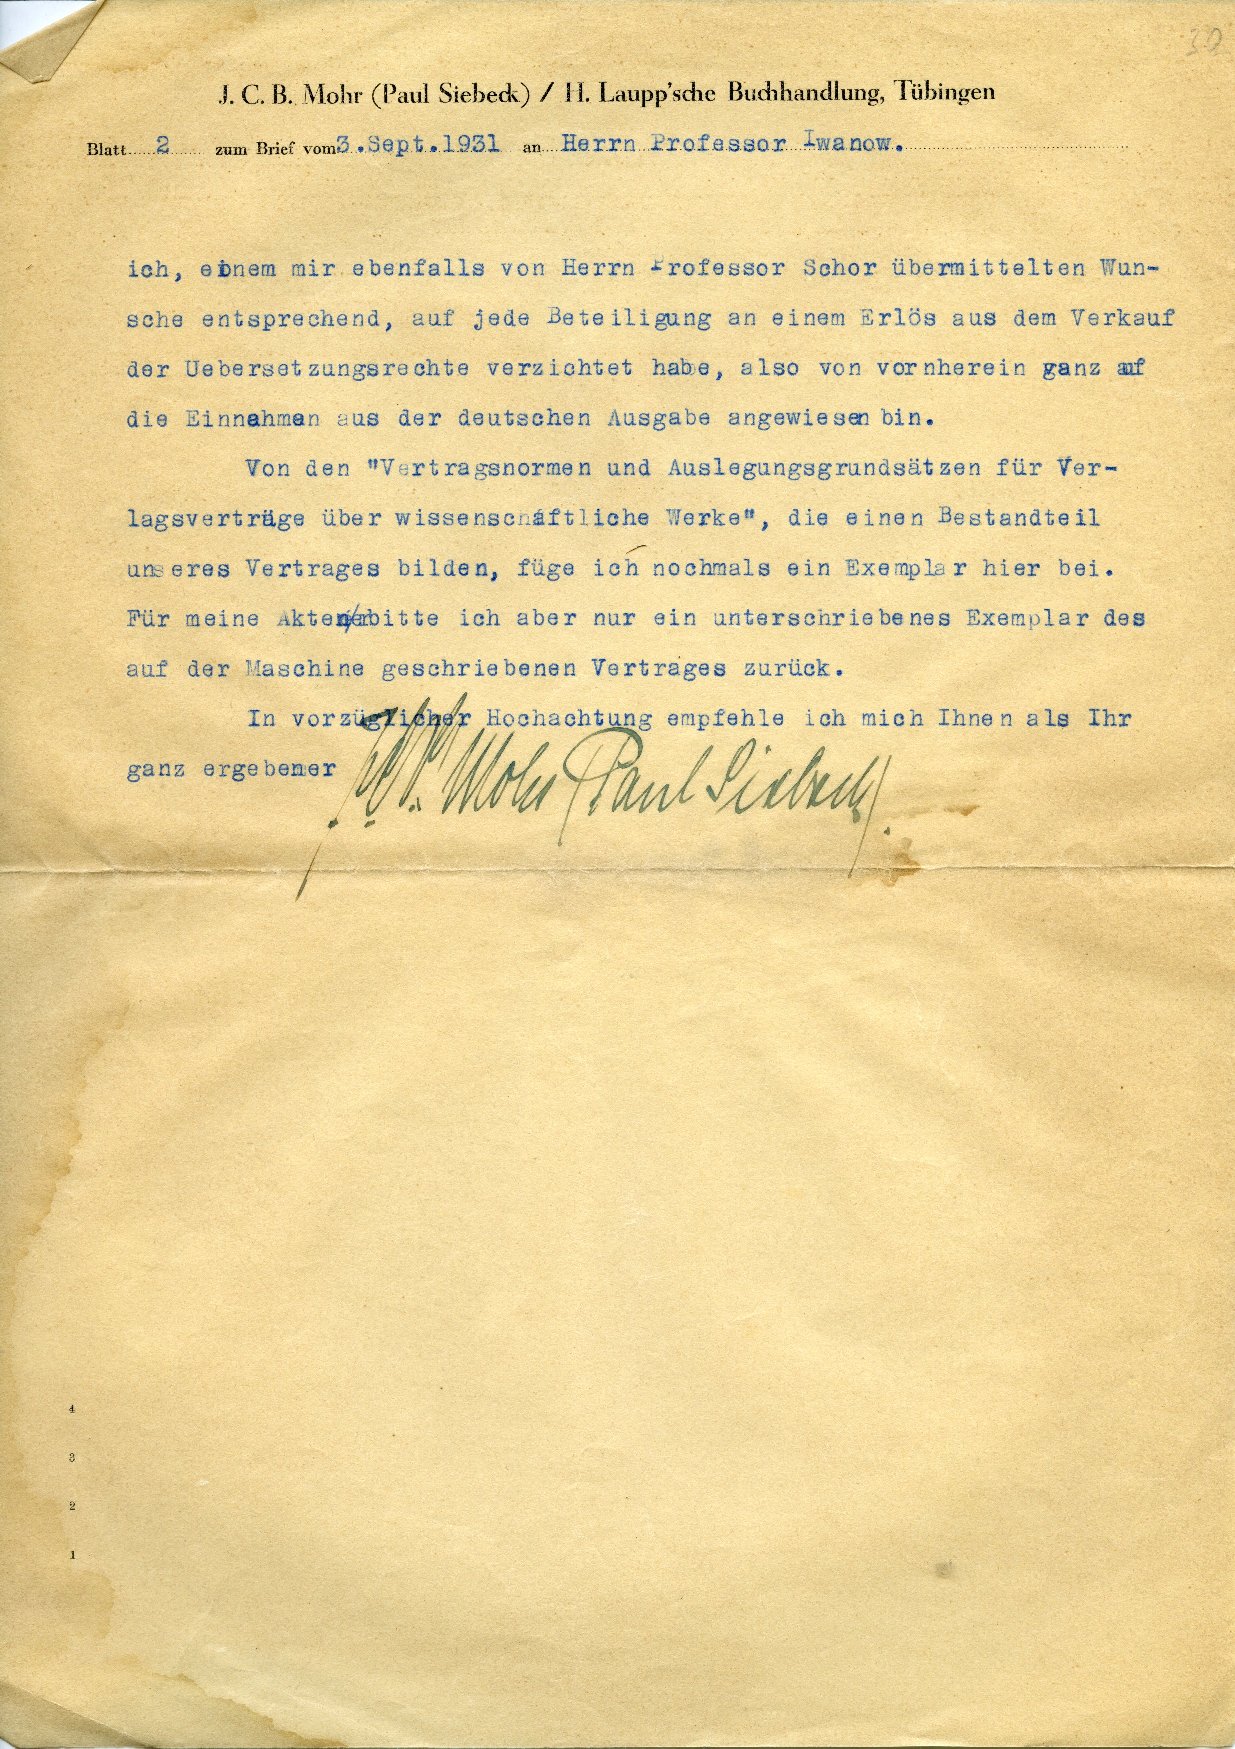 30
J. C. B. Mohr (Paul Siebeck) / H. Laupp'sche Buchhandlung, Tübingen
Blatt 2 zum Brief vom 3.Sept.1931 an Herrn Professor Iwanow.
ich, einem mir ebenfalls von Herrn Professor Schor übermittelten Wun-
sche entsprechend, auf jede Beteiligung an einem Erlös aus dem Verkauf
der Uebersetzungsrechte verzichtet habe, also von vornherein ganz auf
die Einnahmen aus der deutschen Ausgabe angewiesen bin.
Von den "Vertragsnormen und Auslegungsgrundsätzen für Ver-
lagsverträge über wissenschaftliche Werke", die einen Bestandteil
unseres Vertrages bilden, füge ich nochmals ein Exemplar hier bei.
Für meine Akten bitte ich aber nur ein unterschriebenes Exemplar des
auf der Maschine geschriebenen Vertrages zurück.
In vorzüglicher Hochachtung empfehle ich mich Ihnen als Ihr
ganz ergebener
J.C.B. Mohr (Paul Siebeck).
4
3
2
1